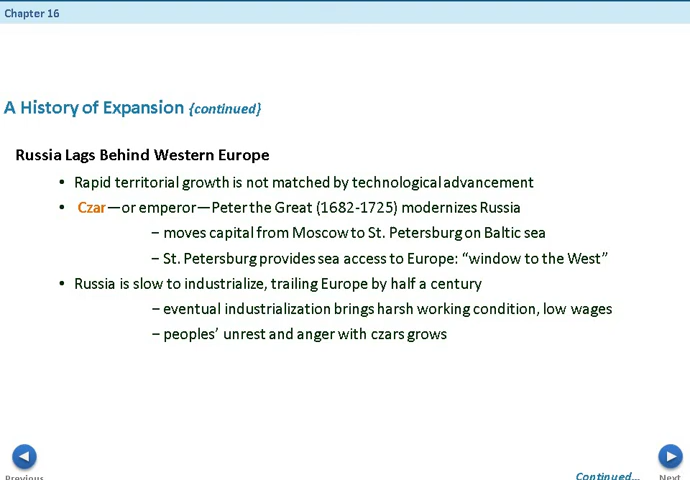 Chapter 16
A History of Expansion {continued}
Russia Lags Behind Western Europe
• Rapid territorial growth is not matched by technological advancement
• Czar—or emperor—Peter the Great (1682-1725) modernizes Russia
– moves capital from Moscow to St. Petersburg on Baltic sea
– St. Petersburg provides sea access to Europe: “window to the West”
• Russia is slow to industrialize, trailing Europe by half a century
– eventual industrialization brings harsh working condition, low wages
– peoples’ unrest and anger with czars grows
Continued...
Previous Next